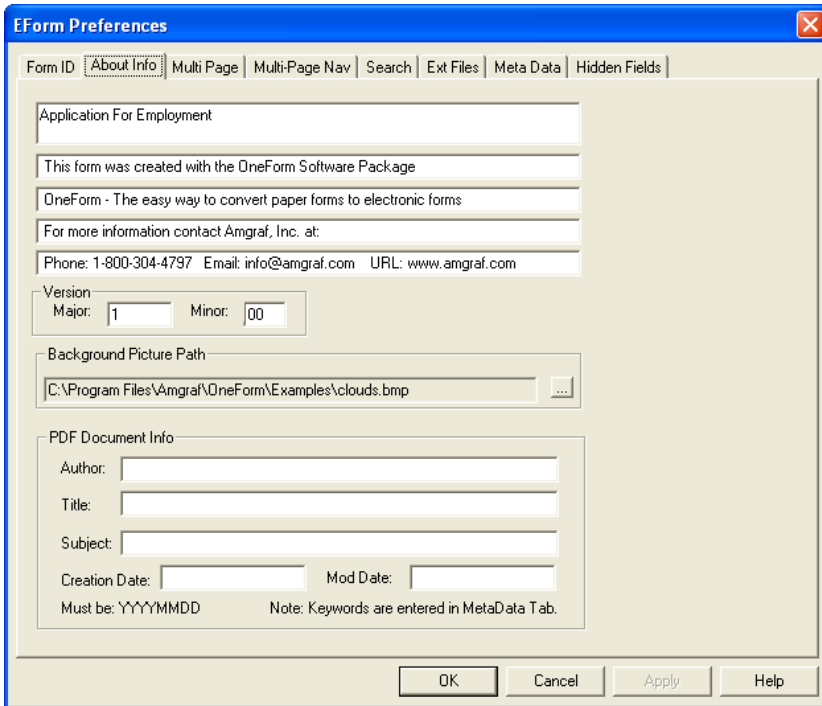 EForm Preferences
Form ID About Info Multi Page Multi-Page Nav Search Ext Files Meta Data Hidden Fields
Application For Employment
This form was created with the OneForm Software Package
OneForm - The easy way to convert paper forms to electronic forms
For more information contact Amgraf, Inc. at:
Phone: 1-800-304-4797 Email: info@amgraf.com URL: www.amgraf.com
Version
Major: 1 Minor: 00
Background Picture Path
C:\Program Files\Amgraf\OneForm\Examples\clouds.bmp ...
PDF Document Info
Author:
Title:
Subject:
Creation Date: Mod Date:
Must be: YYYYMMDD Note: Keywords are entered in MetaData Tab.
OK Cancel Apply Help